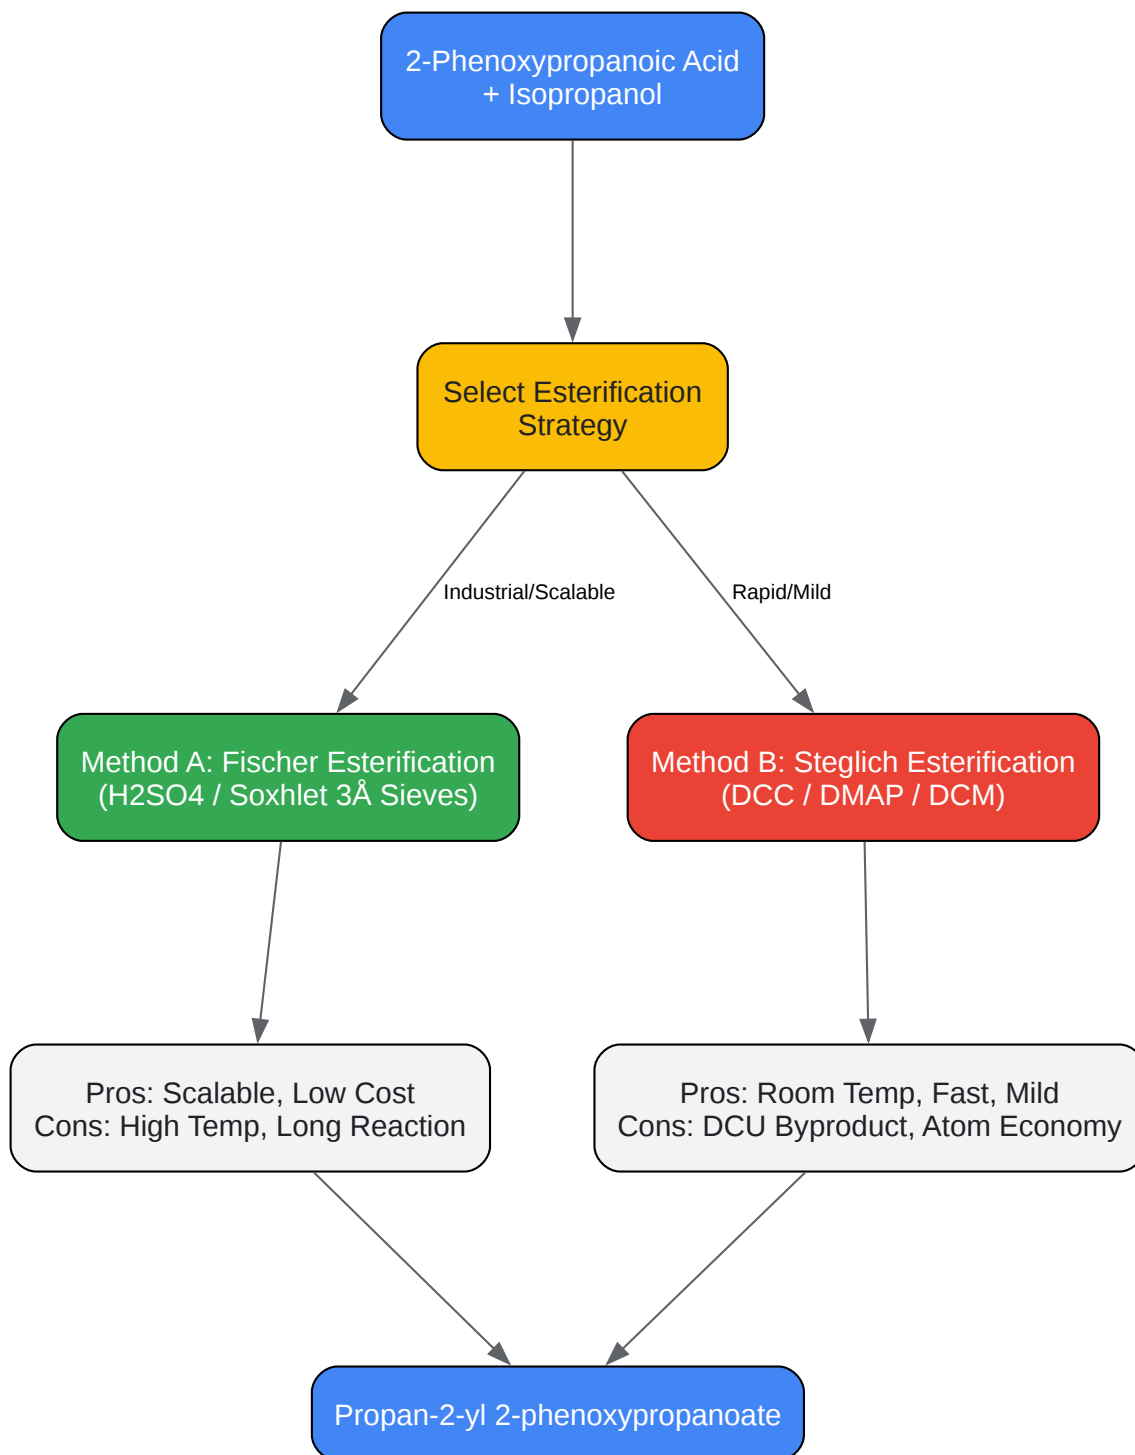 2-Phenoxypropanoic Acid
+ Isopropanol
Select Esterification
Strategy
Industrial/Scalable
Rapid/Mild
Method A: Fischer Esterification
(H2SO4 / Soxhlet 3Å Sieves)
Method B: Steglich Esterification
(DCC / DMAP / DCM)
Pros: Scalable, Low Cost
Cons: High Temp, Long Reaction
Pros: Room Temp, Fast, Mild
Cons: DCU Byproduct, Atom Economy
Propan-2-yl 2-phenoxypropanoate